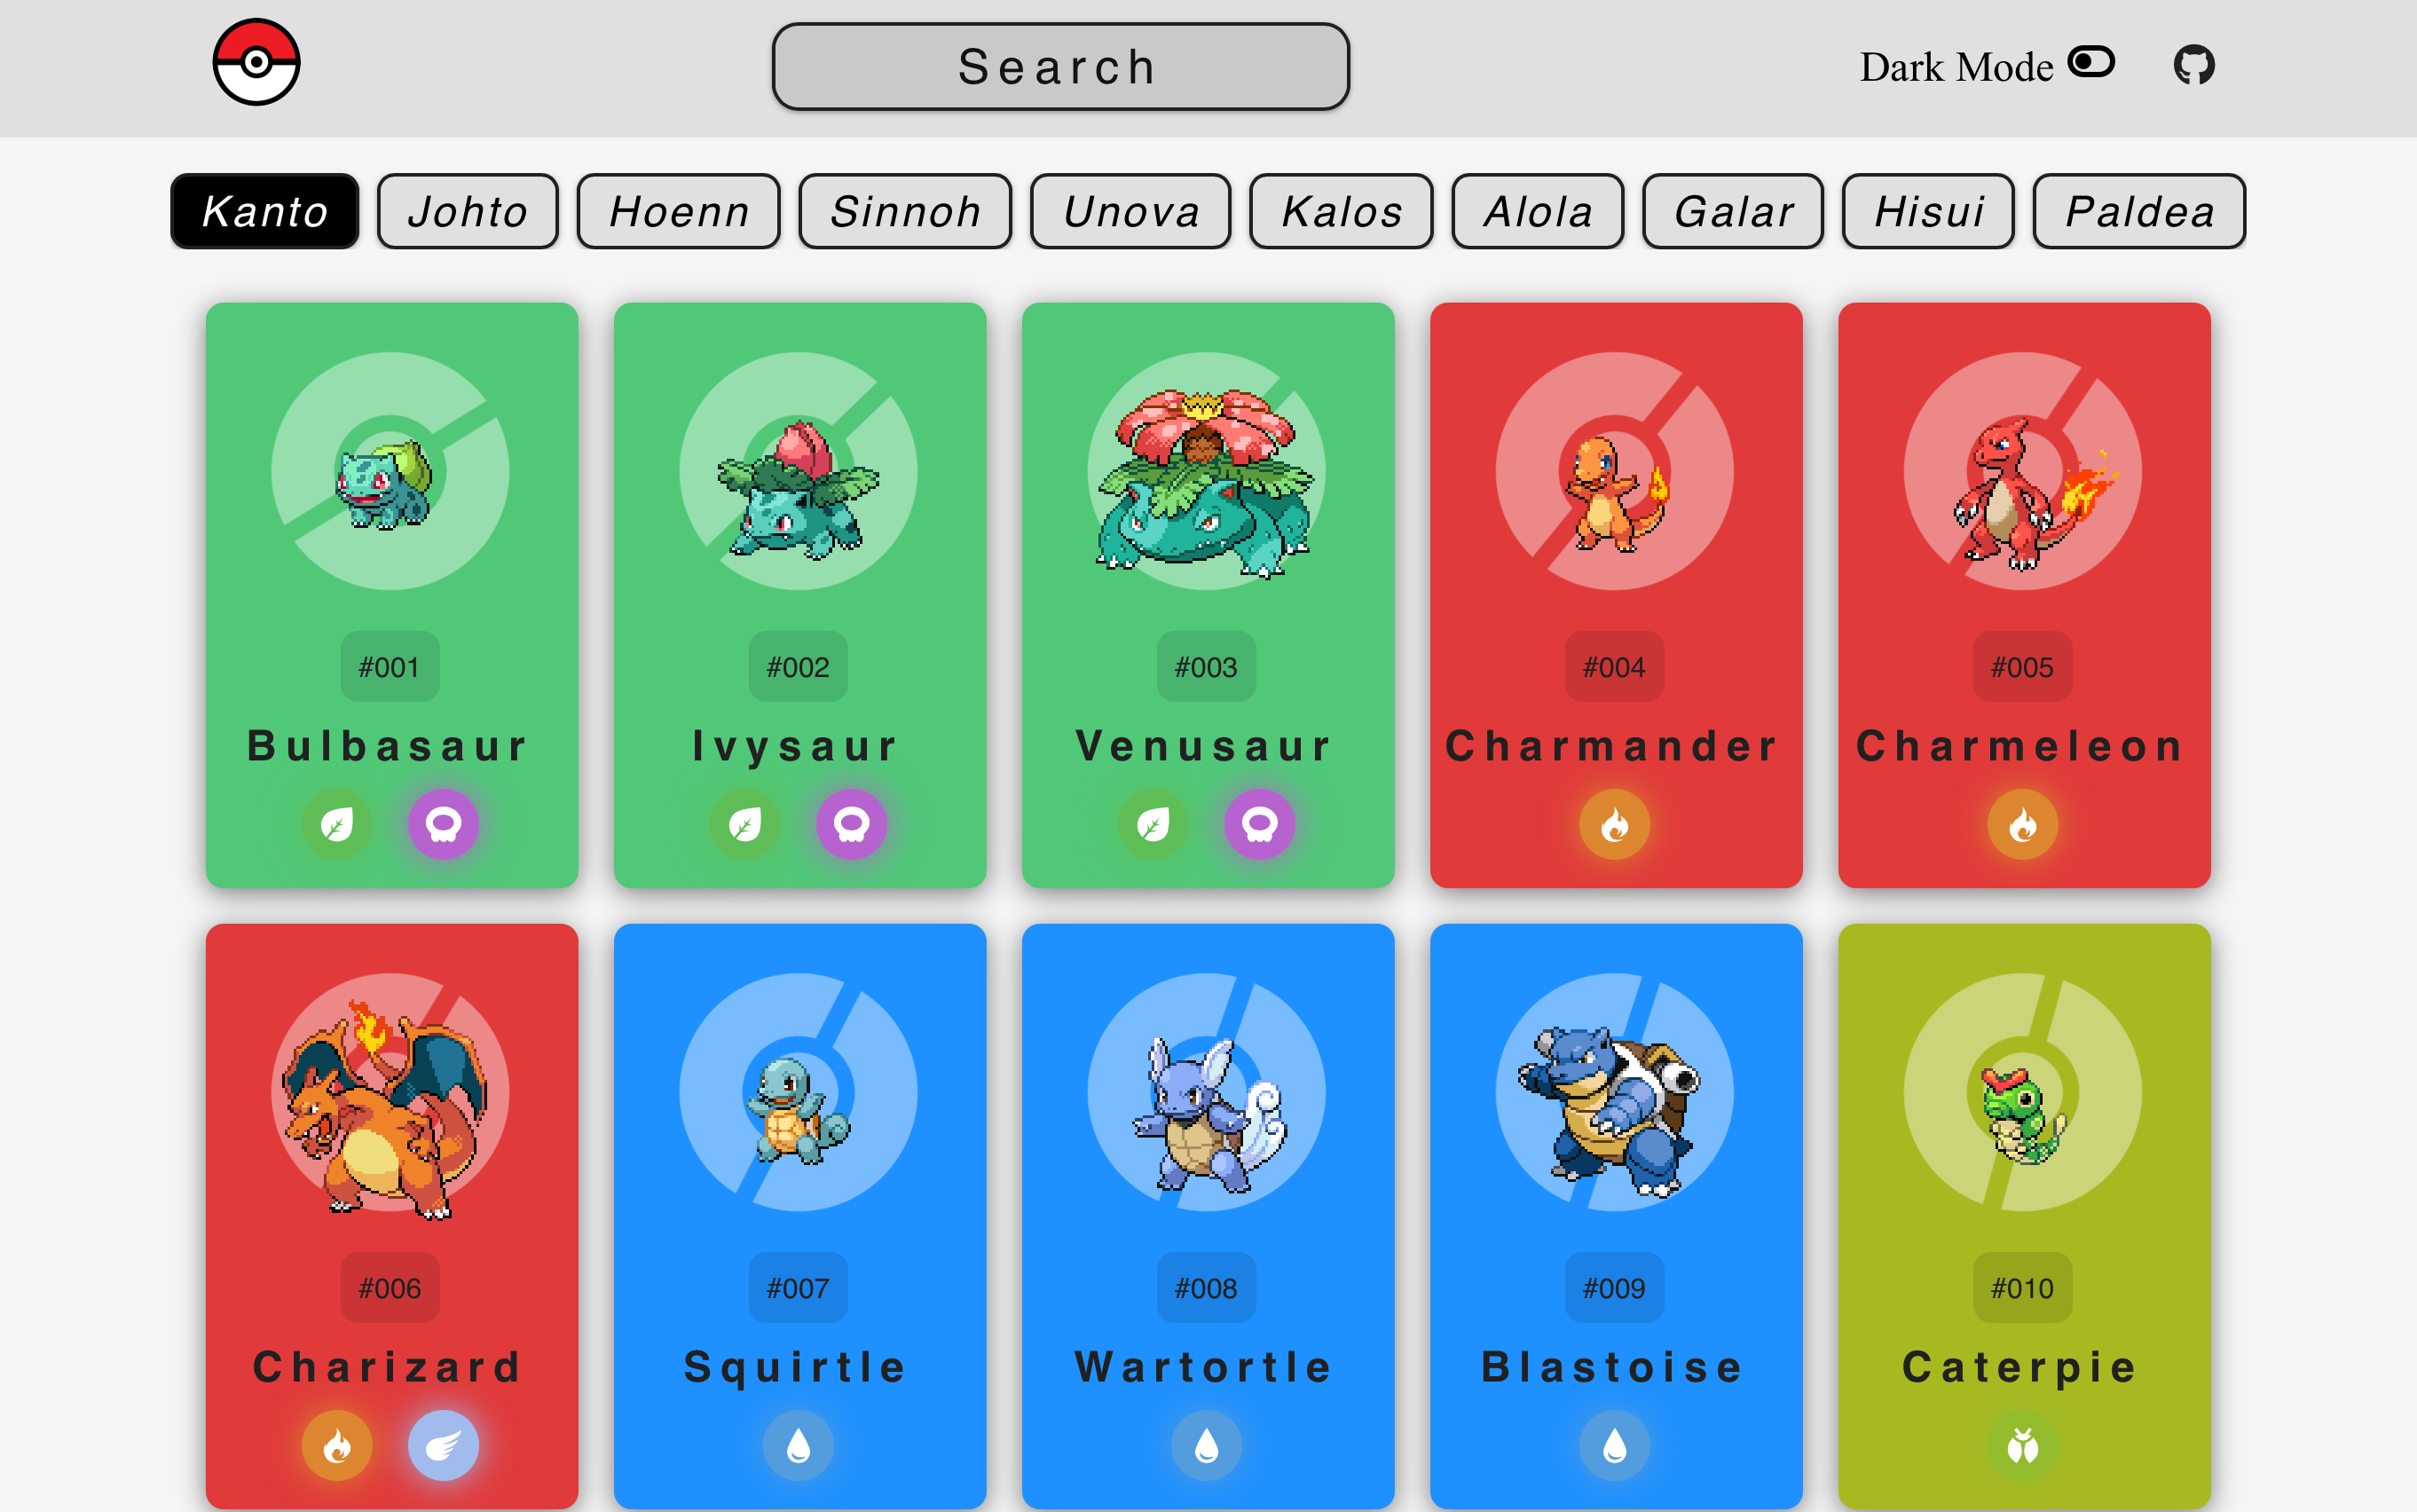 Search
Dark Mode
Kanto Johto Hoenn Sinnoh Unova Kalos Alola Galar Hisui Paldea
#001 #002 #003 #004 #005
Bulbasaur Ivysaur Venusaur Charmander Charmeleon
#006 #007 #008 #009 #010
Charizard Squirtle Wartortle Blastoise Caterpie